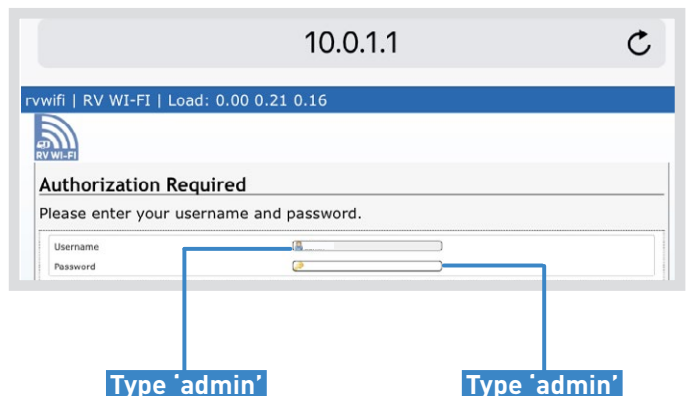 10.0.1.1
rvwifi | RV WI-FI | Load: 0.00 0.21 0.16
RV WI-FI
Authorization Required
Please enter your username and password.
Username
Password
Type ‘admin’
Type ‘admin’